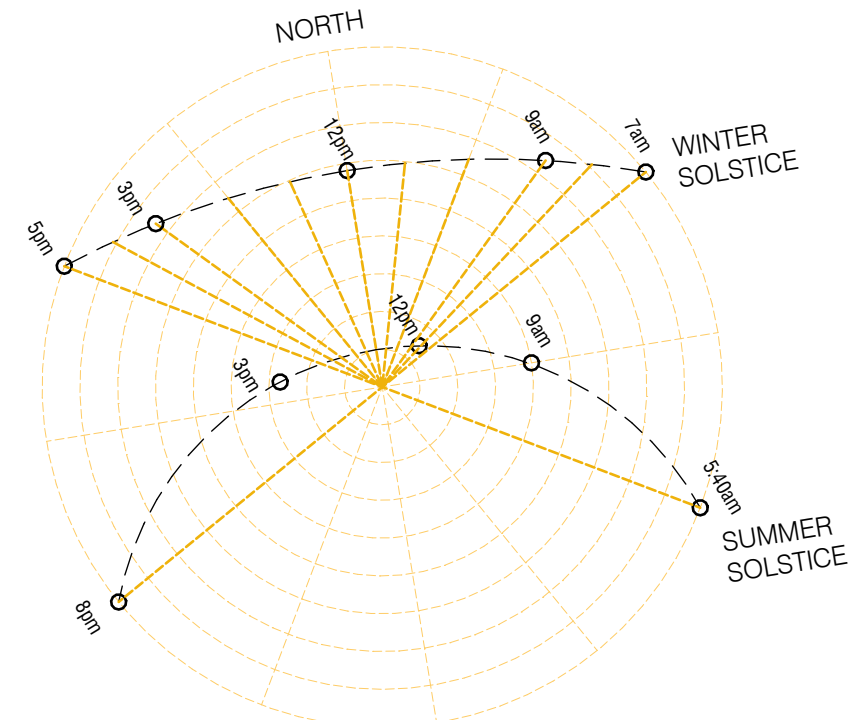 NORTH
12pm
9am
7am
WINTER
SOLSTICE
3pm
5pm
12pm
9am
3pm
5:40am
SUMMER
SOLSTICE
8pm